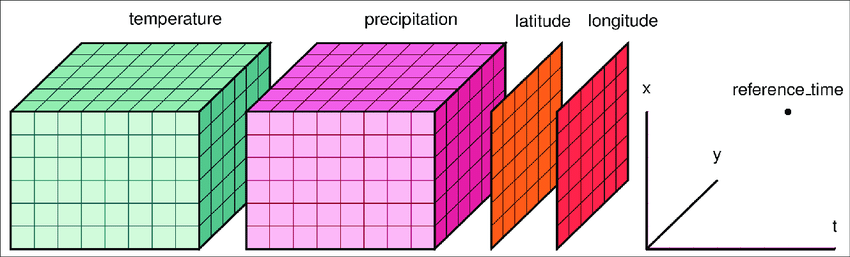 temperature
precipitation
latitude
longitude
x
reference_time
y
t